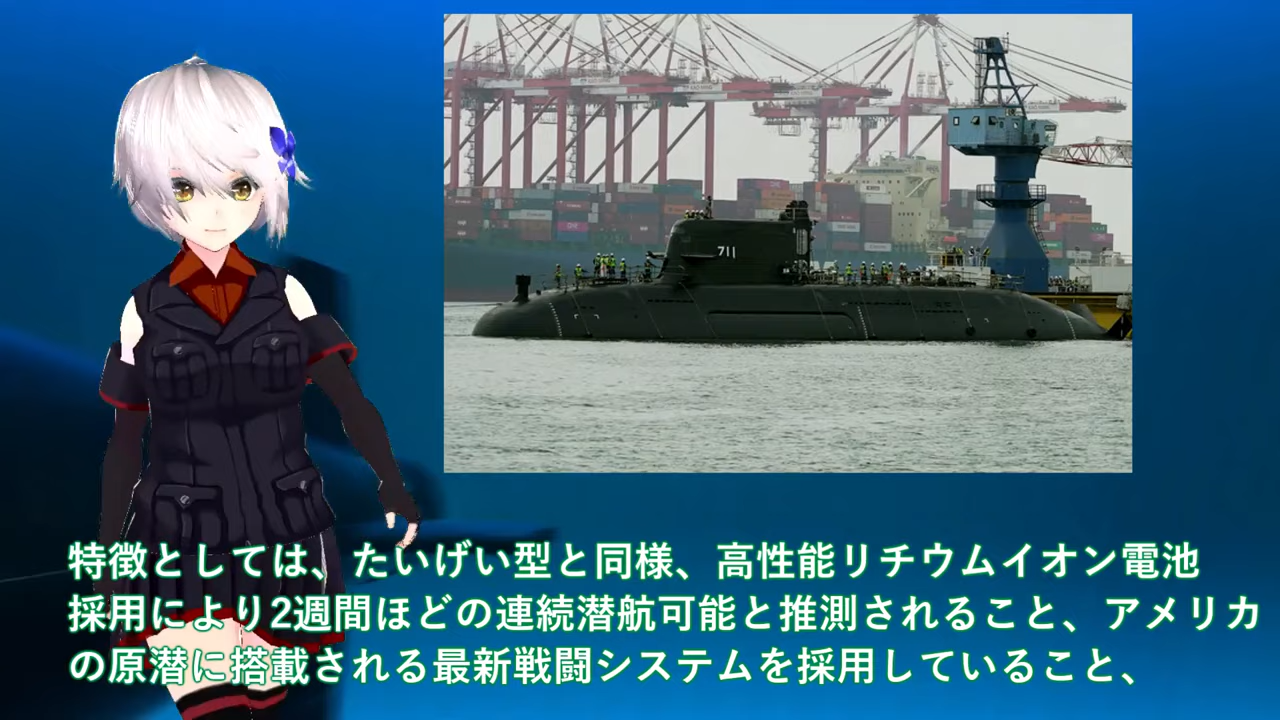 711
特徴としては、たいげい型と同様、高性能リチウムイオン電池
採用により2週間ほどの連続潜航可能と推測されること、アメリカ
の原潜に搭載される最新戦闘システムを採用していること、